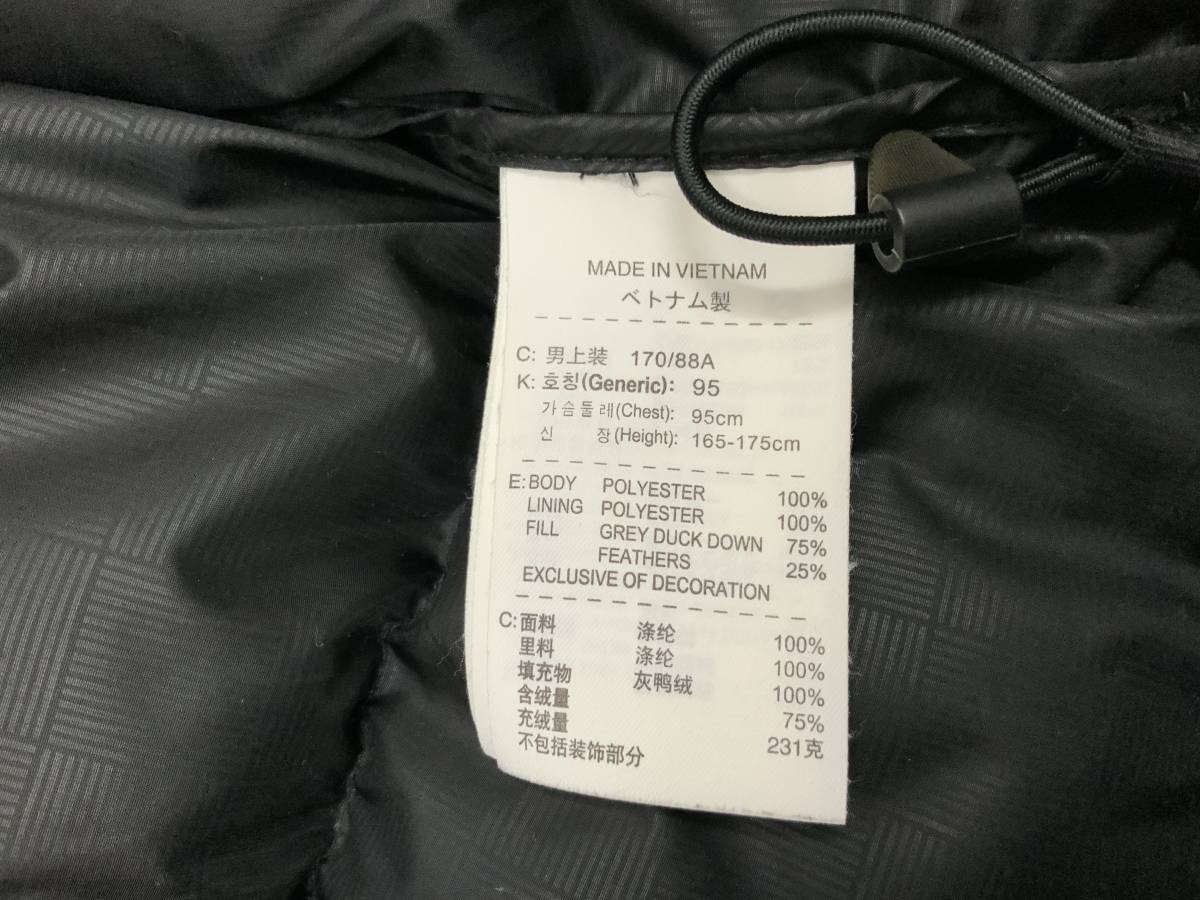 MADE IN VIETNAM
ベトナム製
C: 男上装 170/88A
K: 호칭(Generic): 95
가슴둘레(Chest): 95cm
신 장(Height): 165-175cm
E: BODY POLYESTER 100%
LINING POLYESTER 100%
FILL GREY DUCK DOWN 75%
FEATHERS 25%
EXCLUSIVE OF DECORATION
C: 面料 涤纶 100%
里料 涤纶 100%
填充物 灰鸭绒 100%
含绒量 75%
充绒量 231克
不包括装饰部分